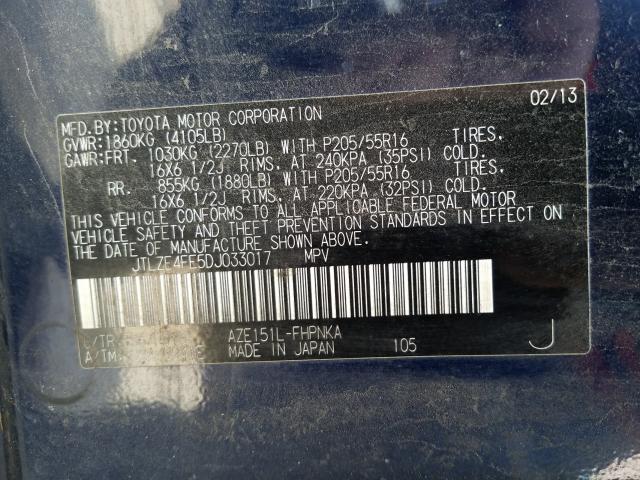 MFD.BY:TOYOTA MOTOR CORPORATION 02/13
GVWR:1860KG (4105LB)
GAWR:FRT. 1030KG (2270LB) WITH P205/55R16 TIRES.
16X6 1/2J RIMS. AT 240KPA (35PSI) COLD.
RR. 855KG (1880LB) WITH P205/55R16 TIRES.
16X6 1/2J RIMS. AT 220KPA (32PSI) COLD.
THIS VEHICLE CONFORMS TO ALL APPLICABLE FEDERAL MOTOR
VEHICLE SAFETY AND THEFT PREVENTION STANDARDS IN EFFECT ON
THE DATE OF MANUFACTURE SHOWN ABOVE.
JTLZE4FE5DJ033017 MPV
C/TR AZE151L-FHPNKA
A/TM MADE IN JAPAN 105 J